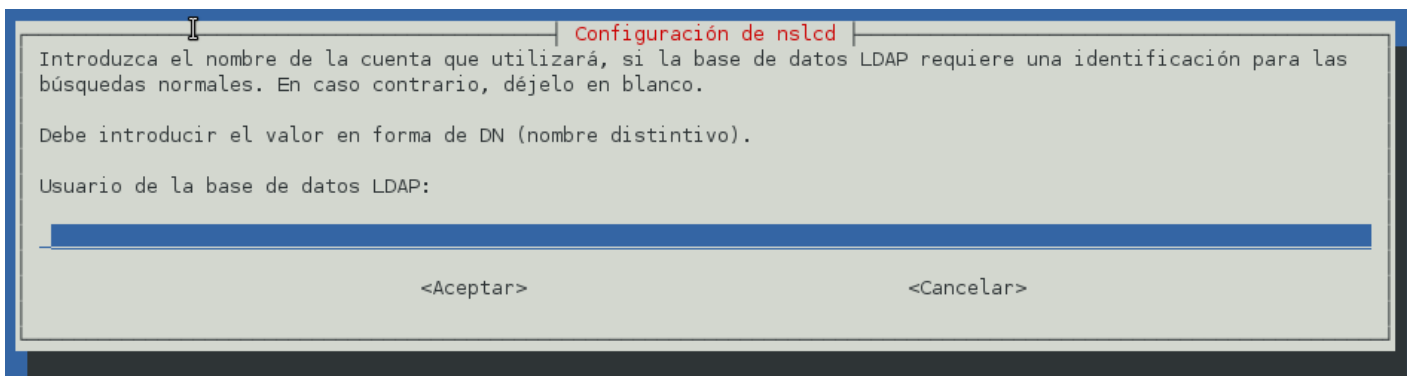 Configuración de nslcd
Introduzca el nombre de la cuenta que utilizará, si la base de datos LDAP requiere una identificación para las
búsquedas normales. En caso contrario, déjelo en blanco.
Debe introducir el valor en forma de DN (nombre distintivo).
Usuario de la base de datos LDAP:
<Aceptar> <Cancelar>